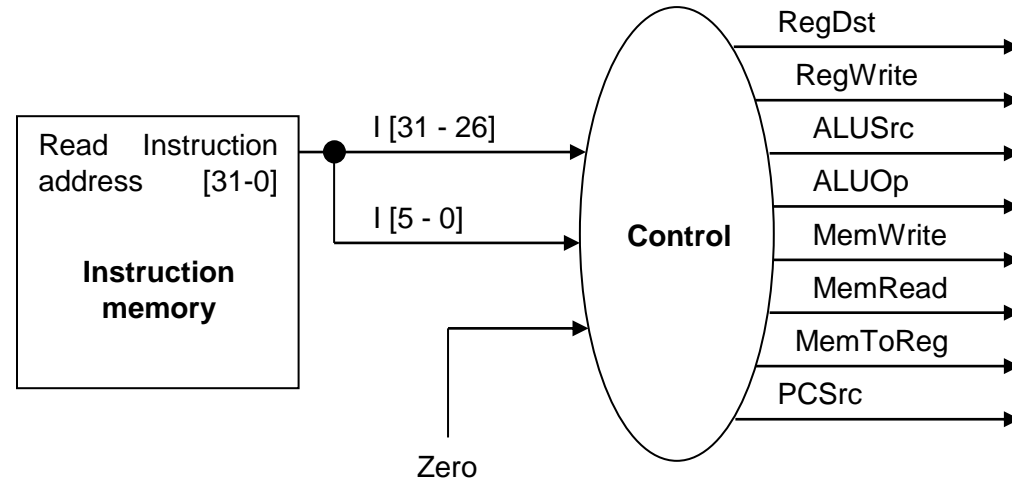 RegDst
RegWrite
I [31 - 26]
ALUSrc
Read Instruction
address [31-0]
ALUOp
I [5 - 0]
Control
MemWrite
Instruction
memory
MemRead
MemToReg
PCSrc
Zero